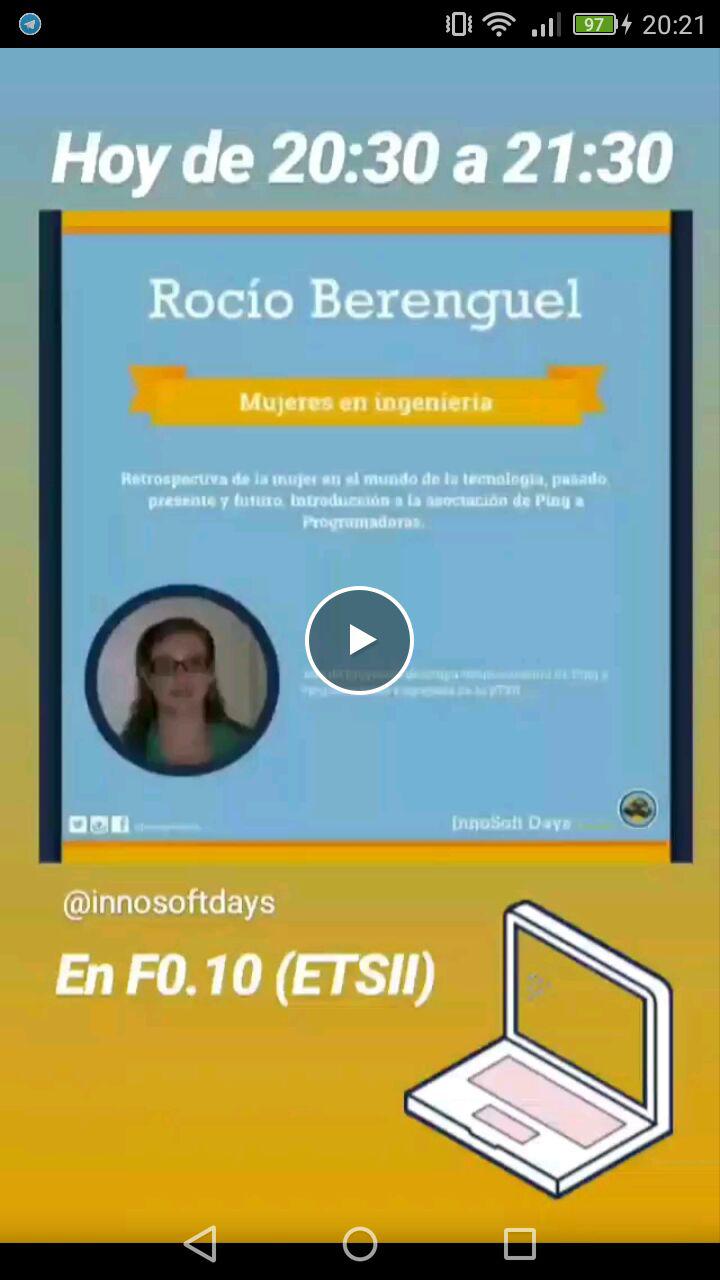 97
20:21
Hoy de 20:30 a 21:30
Rocío Berenguel
Mujeres en ingeniería
Retrospectiva de la mujer en el mundo de la tecnología, pasado
presente y futuro. Introducción a la asociación de Ping a
Programadoras.
InnoSoft Days
@innosoftdays
En F0.10 (ETSII)